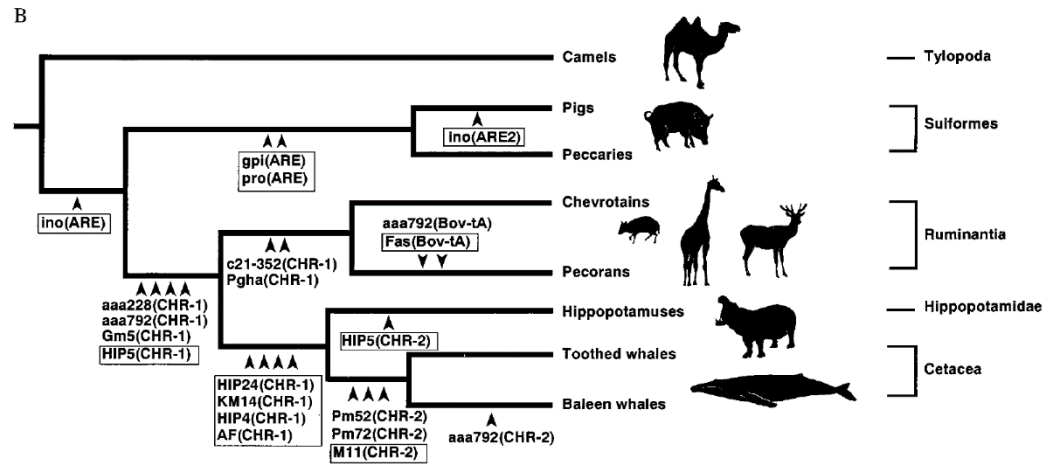 B
Camels
Tylopoda
Pigs
ino(ARE2)
Suiformes
gpi(ARE)
pro(ARE)
Peccaries
ino(ARE)
Chevrotains
aaa792(Bov-tA)
Fas(Bov-tA)
Ruminantia
c21-352(CHR-1)
Pgha(CHR-1)
Pecorans
aaa228(CHR-1)
aaa792(CHR-1)
Gm5(CHR-1)
HIP5(CHR-1)
Hippopotamuses
Hippopotamidae
HIP5(CHR-2)
Toothed whales
Cetacea
HIP24(CHR-1)
KM14(CHR-1)
HIP4(CHR-1)
AF(CHR-1)
Baleen whales
Pm52(CHR-2)
Pm72(CHR-2)
M11(CHR-2)
aaa792(CHR-2)